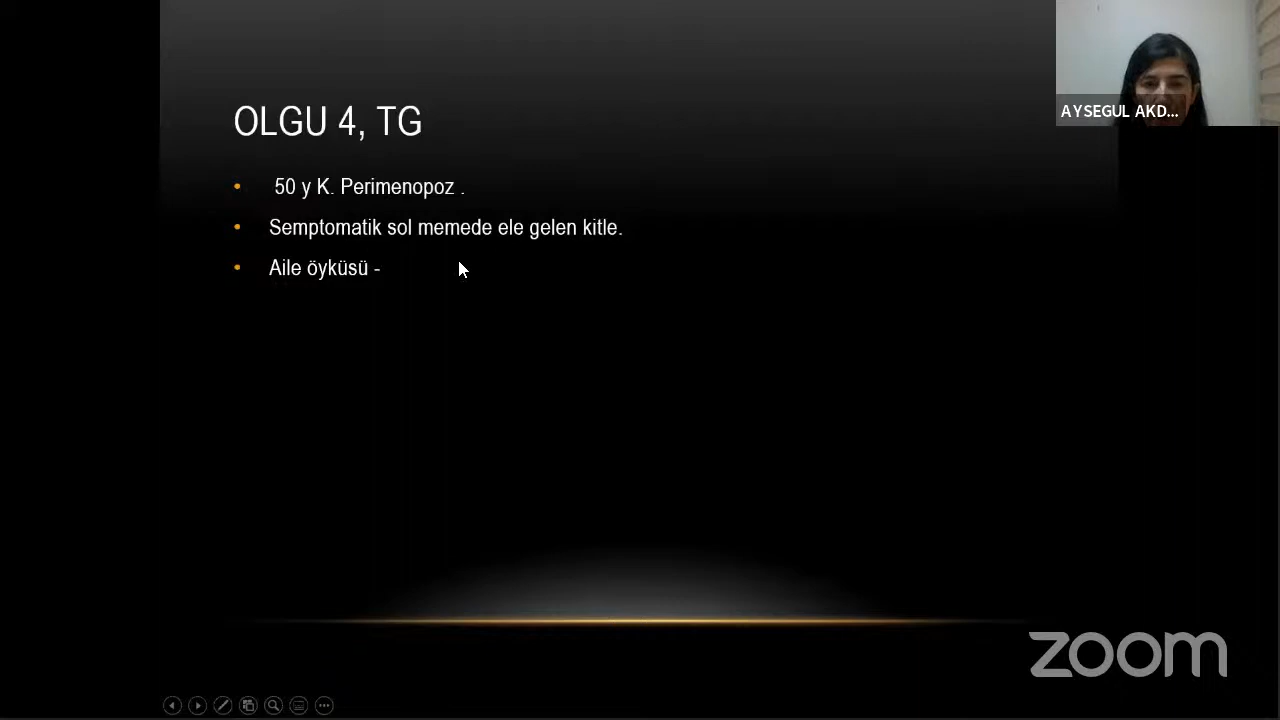 AYSEGUL AKD...
OLGU 4, TG
• 50 y K. Perimenopoz .
• Semptomatik sol memede ele gelen kitle.
• Aile öyküsü -
zoom